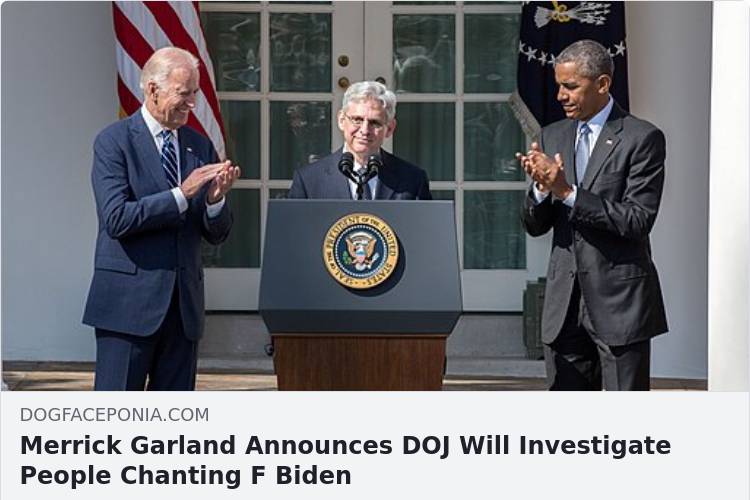 SEAL OF THE PRESIDENT OF THE UNITED STATES
DOGFACEPONIA.COM
Merrick Garland Announces DOJ Will Investigate
People Chanting F Biden